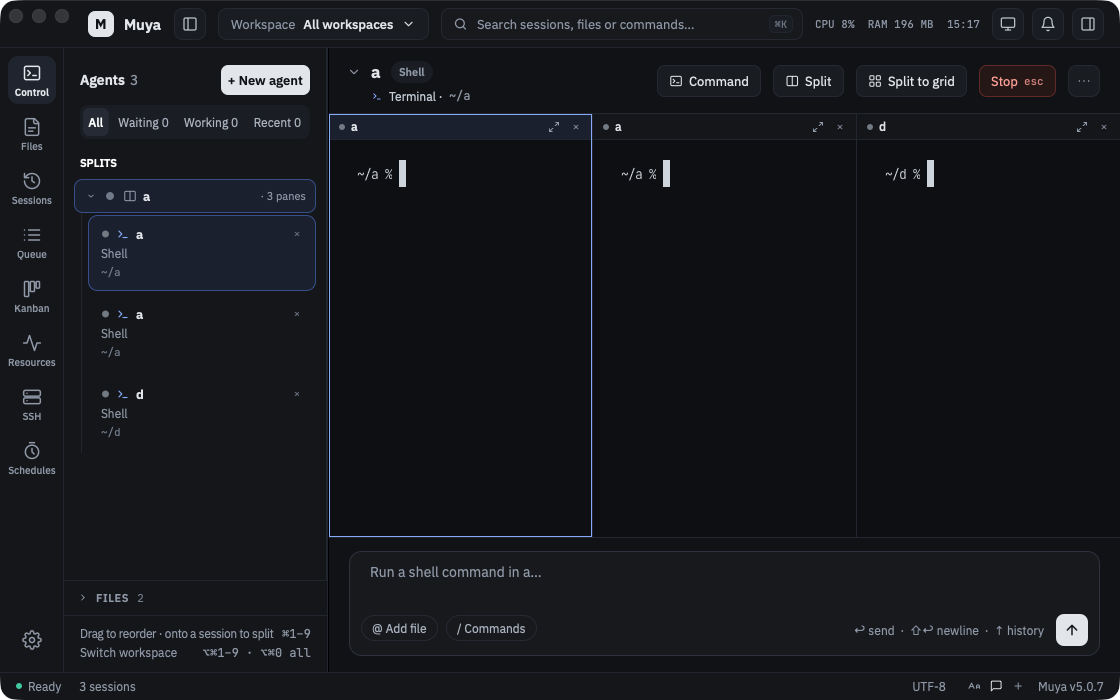 M Muya Workspace All workspaces Search sessions, files or commands... ⌘K CPU 8% RAM 196 MB 15:17
Control
Files
Sessions
Queue
Kanban
Resources
SSH
Schedules
Agents 3 + New agent
All Waiting 0 Working 0 Recent 0
SPLITS
a · 3 panes
a ×
Shell
~/a
a ×
Shell
~/a
d ×
Shell
~/d
FILES 2
Drag to reorder · onto a session to split ⌘1–9
Switch workspace ⌥⌘1–9 · ⌥⌘0 all
a Shell
Terminal · ~/a
Command Split Split to grid Stop esc ···
a ×
~/a %
a ×
~/a %
d ×
~/d %
Run a shell command in a...
@ Add file / Commands ↩ send · ⇧↩ newline · ↑ history
Ready 3 sessions UTF-8 Aa + Muya v5.0.7